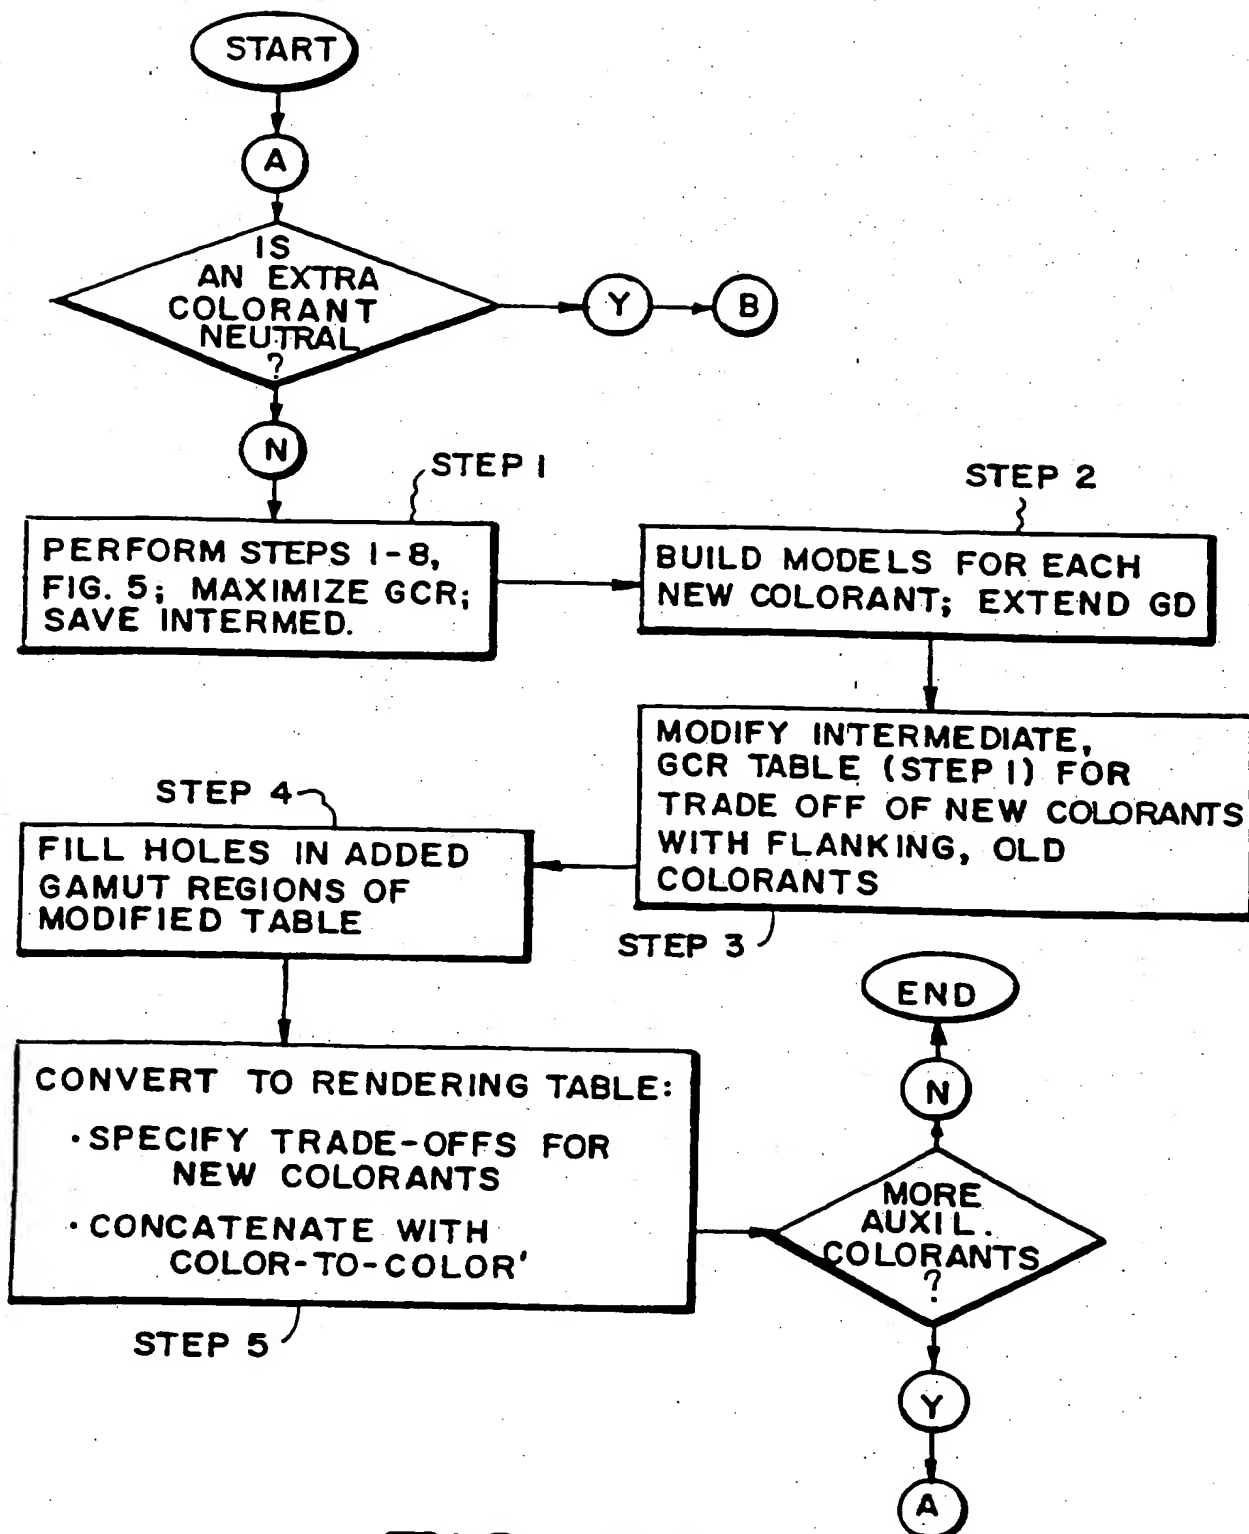 START
A
IS
AN EXTRA
COLORANT
NEUTRAL
?
Y
B
N
STEP 1
PERFORM STEPS 1-8,
FIG. 5; MAXIMIZE GCR;
SAVE INTERMED.
STEP 2
BUILD MODELS FOR EACH
NEW COLORANT; EXTEND GD
MODIFY INTERMEDIATE,
GCR TABLE (STEP 1) FOR
TRADE OFF OF NEW COLORANTS
WITH FLANKING, OLD
COLORANTS
STEP 3
STEP 4
FILL HOLES IN ADDED
GAMUT REGIONS OF
MODIFIED TABLE
CONVERT TO RENDERING TABLE:
· SPECIFY TRADE-OFFS FOR
NEW COLORANTS
· CONCATENATE WITH
COLOR-TO-COLOR'
STEP 5
END
N
MORE
AUXIL.
COLORANTS
?
Y
A